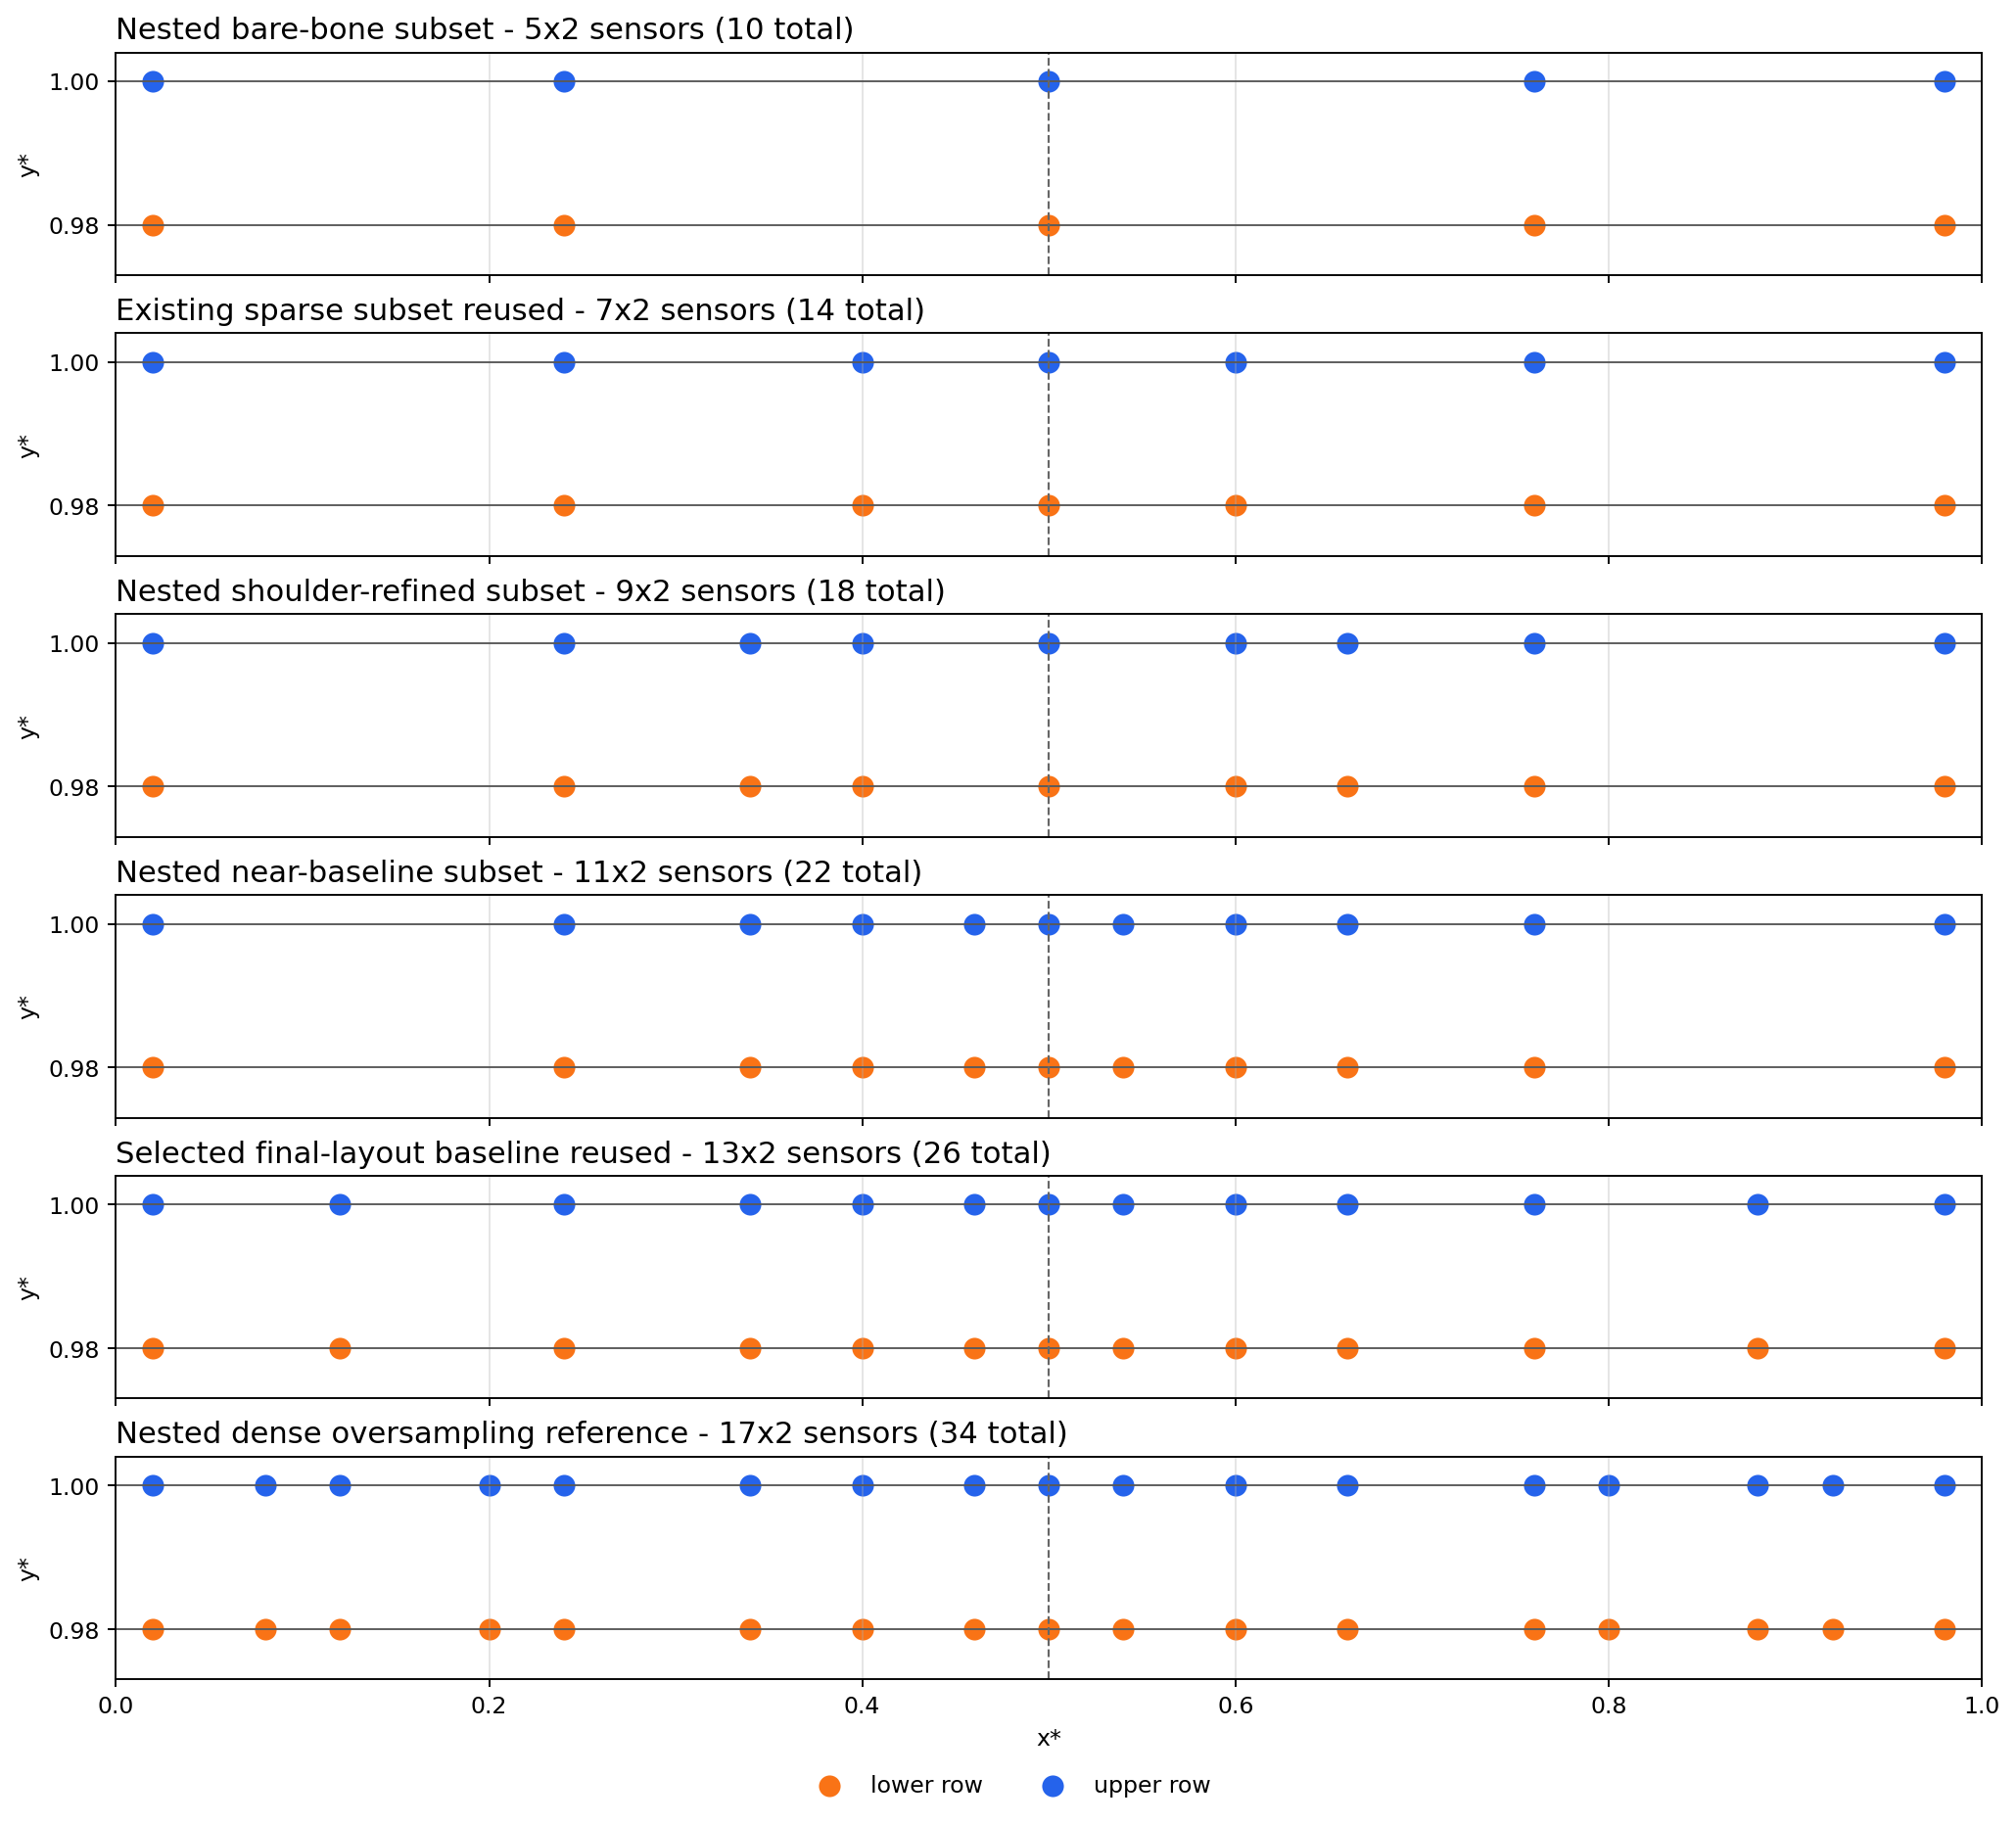 Nested bare-bone subset - 5x2 sensors (10 total)
1.00
y*
0.98
Existing sparse subset reused - 7x2 sensors (14 total)
1.00
y*
0.98
Nested shoulder-refined subset - 9x2 sensors (18 total)
1.00
y*
0.98
Nested near-baseline subset - 11x2 sensors (22 total)
1.00
y*
0.98
Selected final-layout baseline reused - 13x2 sensors (26 total)
1.00
y*
0.98
Nested dense oversampling reference - 17x2 sensors (34 total)
1.00
y*
0.98
0.0 0.2 0.4 0.6 0.8 1.0
x*
lower row upper row